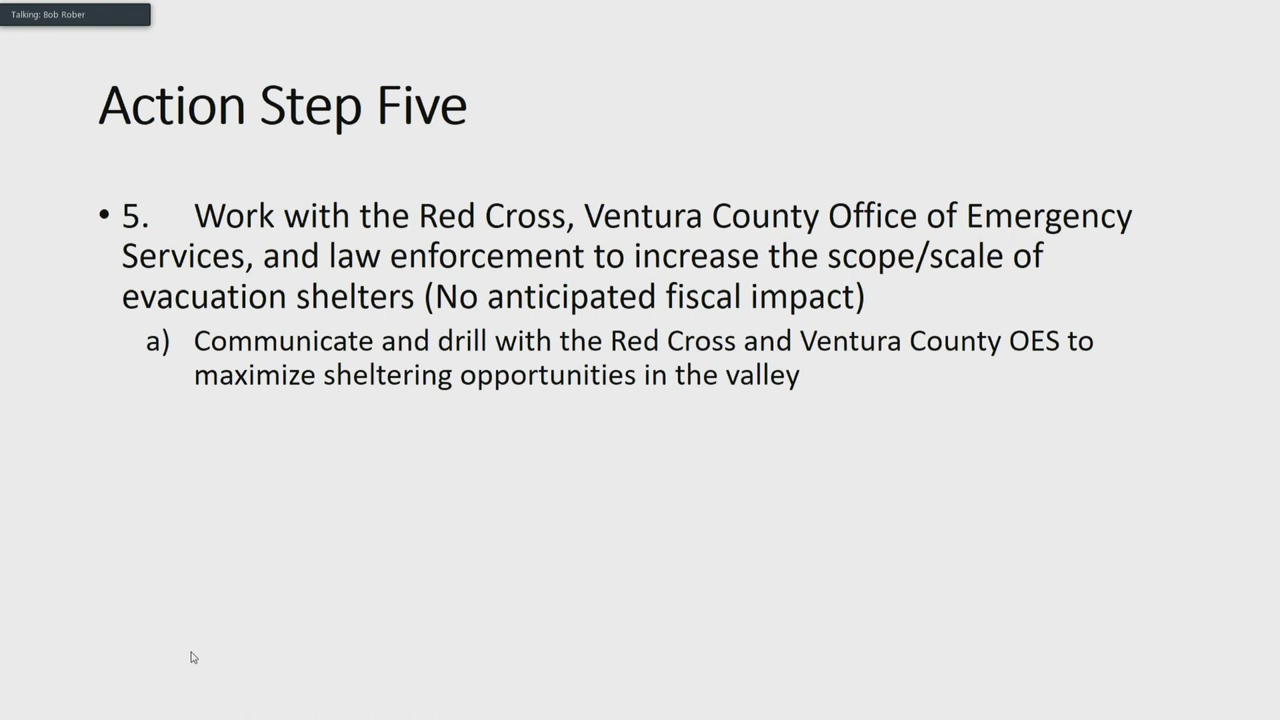 Talking: Bob Rober
Action Step Five
• 5. Work with the Red Cross, Ventura County Office of Emergency
Services, and law enforcement to increase the scope/scale of
evacuation shelters (No anticipated fiscal impact)
a) Communicate and drill with the Red Cross and Ventura County OES to
maximize sheltering opportunities in the valley